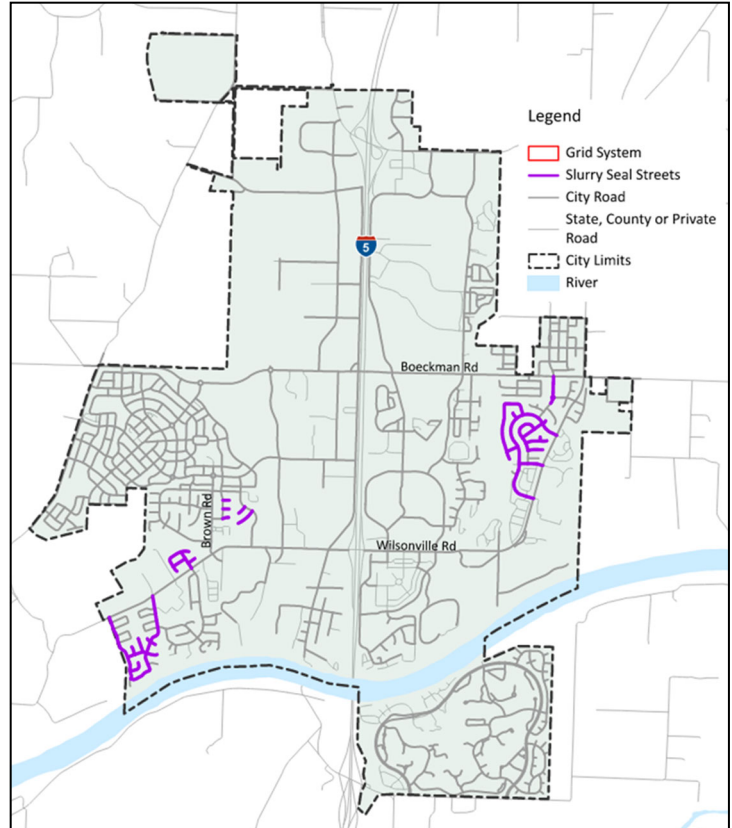 Legend
Grid System
Slurry Seal Streets
City Road
State, County or Private
Road
City Limits
River
5
Boeckman Rd
Brown Rd
Wilsonville Rd